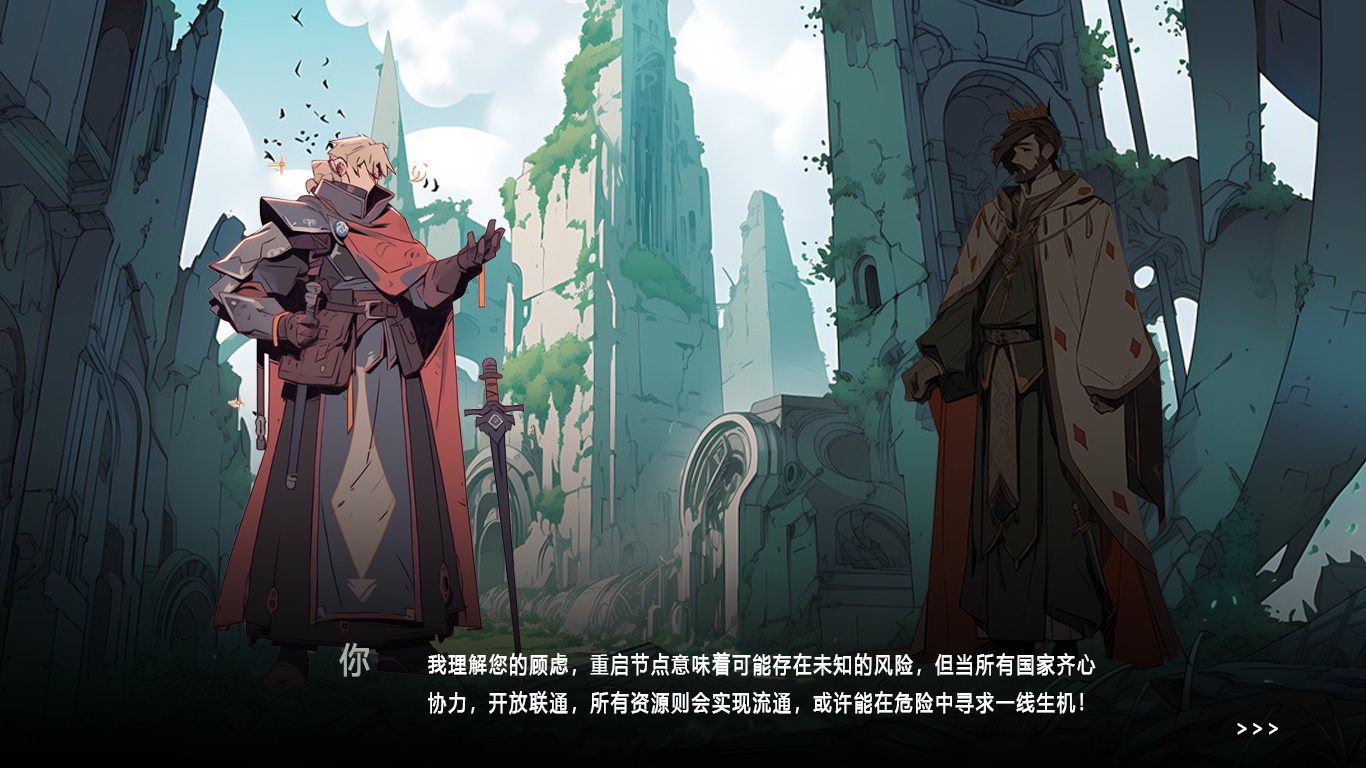 你
我理解您的顾虑，重启节点意味着可能存在未知的风险，但当所有国家齐心
协力，开放联通，所有资源则会实现流通，或许能在危险中寻求一线生机！
>>>